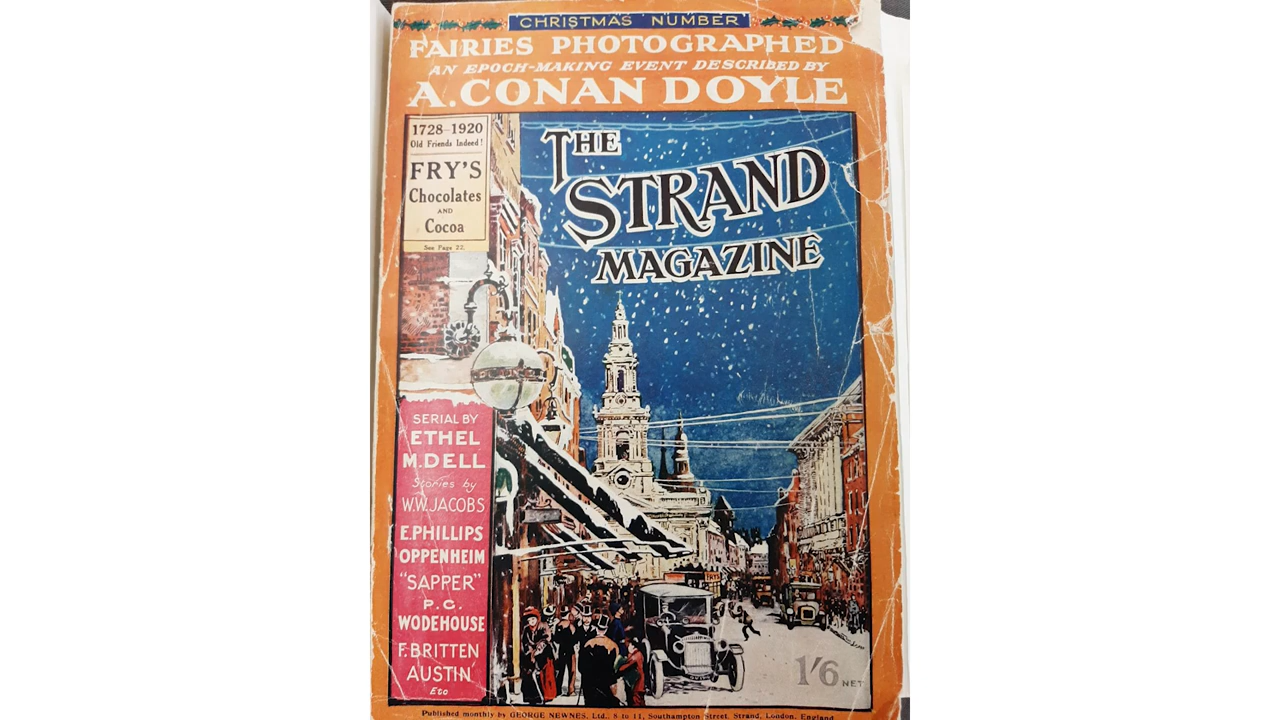 CHRISTMAS NUMBER
FAIRIES PHOTOGRAPHED
AN EPOCH-MAKING EVENT DESCRIBED BY
A. CONAN DOYLE
1728-1920
Old Friends Indeed!
FRY'S
Chocolates
AND
Cocoa
See Page 22.
THE
STRAND
MAGAZINE
SERIAL BY
ETHEL
M. DELL
Stories by
W.W. JACOBS
E. PHILLIPS
OPPENHEIM
"SAPPER"
P. G.
WODEHOUSE
F. BRITTEN
AUSTIN
Etc
FRYS
1/6 NET
Published monthly by GEORGE NEWNES, Ltd., 8 to 11, Southampton Street, Strand, London, England